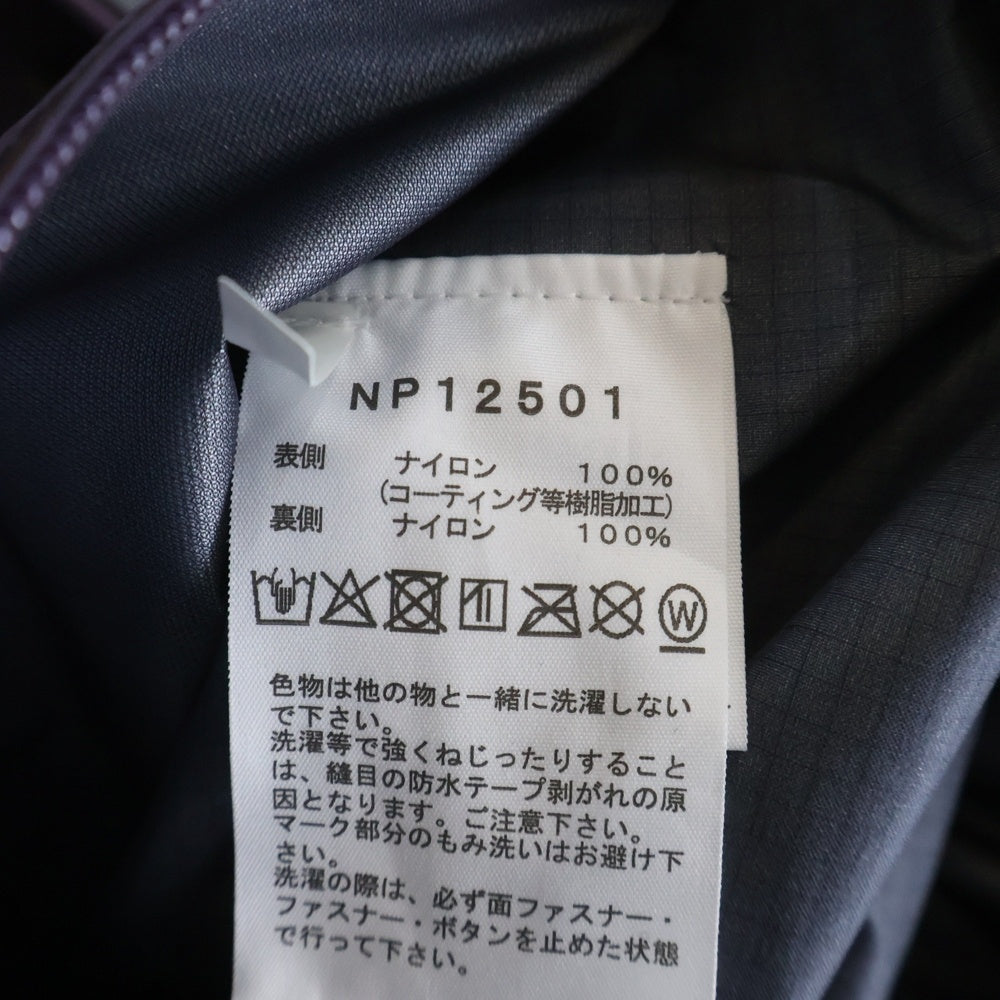 NP12501
表側 ナイロン 100%
(コーティング等樹脂加工)
裏側 ナイロン 100%
W
色物は他の物と一緒に洗濯しない
で下さい。
洗濯等で強くねじったりすること
は、縫目の防水テープ剥がれの原
因となります。ご注意下さい。
マーク部分のもみ洗いはお避け下
さい。
洗濯の際は、必ず面ファスナー・
ファスナー・ボタンを止めた状態
で行って下さい。